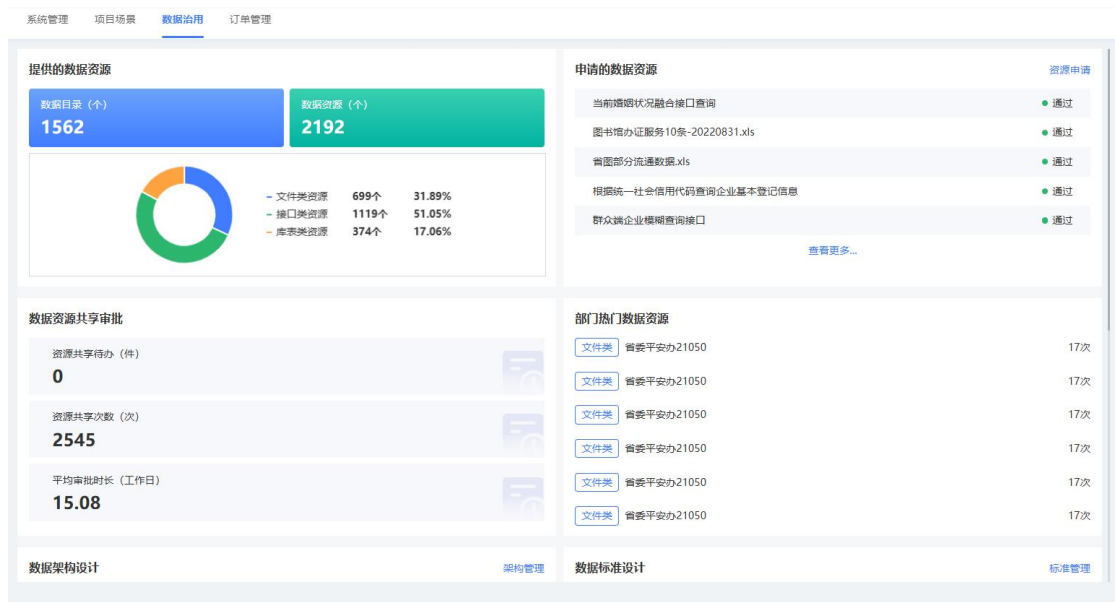 系统管理 项目场景 数据治用 订单管理
提供的数据资源
数据目录（个）
1562
数据资源（个）
2192
文件类资源 699个 31.89%
接口类资源 1119个 51.05%
库表类资源 374个 17.06%
申请的数据资源 资源申请
当前婚姻状况融合接口查询 通过
图书馆办证服务10条-20220831.xls 通过
省图部分流通数据.xls 通过
根据统一社会信用代码查询企业基本登记信息 通过
群众端企业模糊查询接口 通过
查看更多...
数据资源共享审批
资源共享待办（件）
0
资源共享次数（次）
2545
平均审批时长（工作日）
15.08
部门热门数据资源
文件类 省委平安办21050 17次
文件类 省委平安办21050 17次
文件类 省委平安办21050 17次
文件类 省委平安办21050 17次
文件类 省委平安办21050 17次
文件类 省委平安办21050 17次
数据架构设计 架构管理
数据标准设计 标准管理